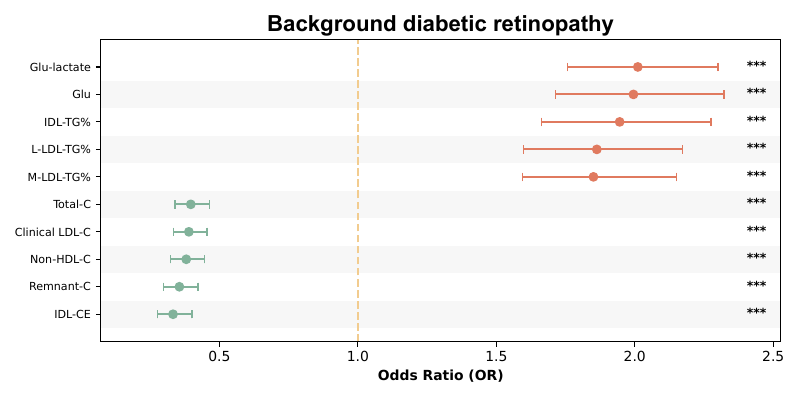 Background diabetic retinopathy
Glu-lactate ***
Glu ***
IDL-TG% ***
L-LDL-TG% ***
M-LDL-TG% ***
Total-C ***
Clinical LDL-C ***
Non-HDL-C ***
Remnant-C ***
IDL-CE ***
0.5 1.0 1.5 2.0 2.5
Odds Ratio (OR)